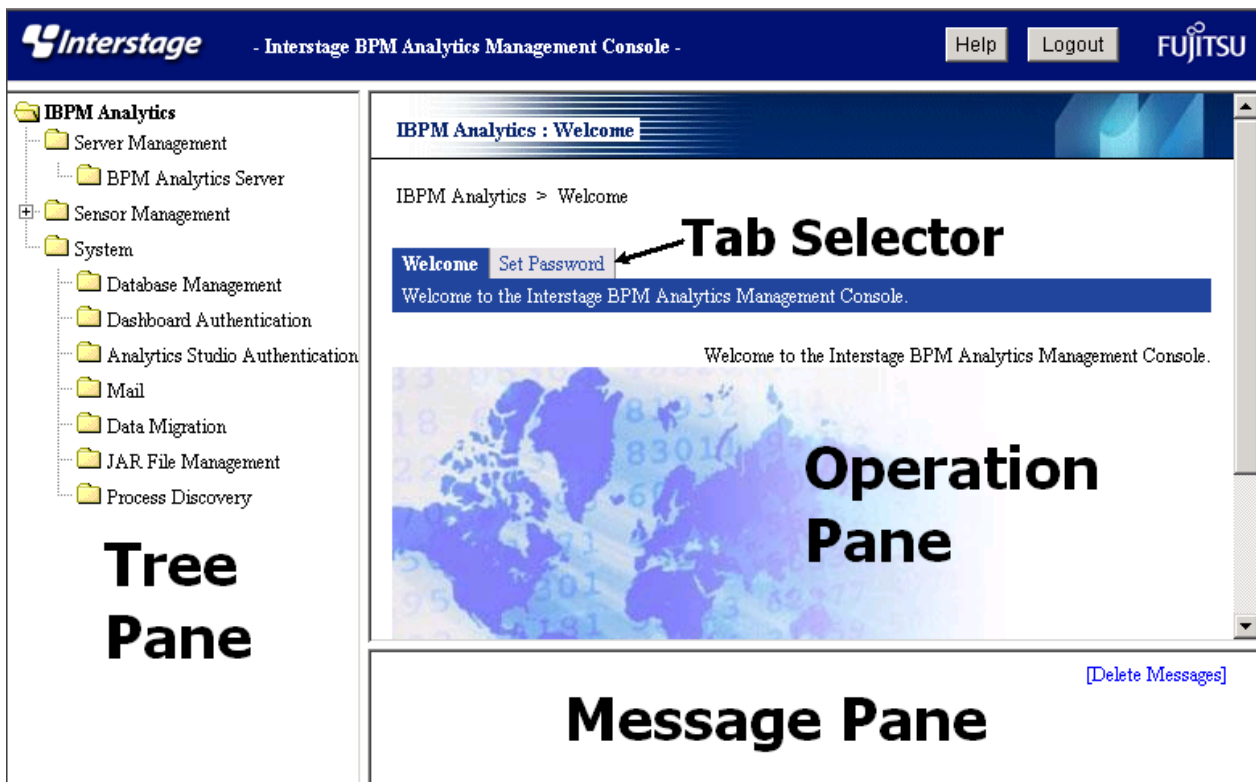 Interstage
- Interstage BPM Analytics Management Console -
Help
Logout
FUJITSU
IBPM Analytics
Server Management
BPM Analytics Server
Sensor Management
System
Database Management
Dashboard Authentication
Analytics Studio Authentication
Mail
Data Migration
JAR File Management
Process Discovery
Tree
Pane
IBPM Analytics : Welcome
IBPM Analytics > Welcome
Tab Selector
Welcome
Set Password
Welcome to the Interstage BPM Analytics Management Console.
Welcome to the Interstage BPM Analytics Management Console.
Operation
Pane
[Delete Messages]
Message Pane